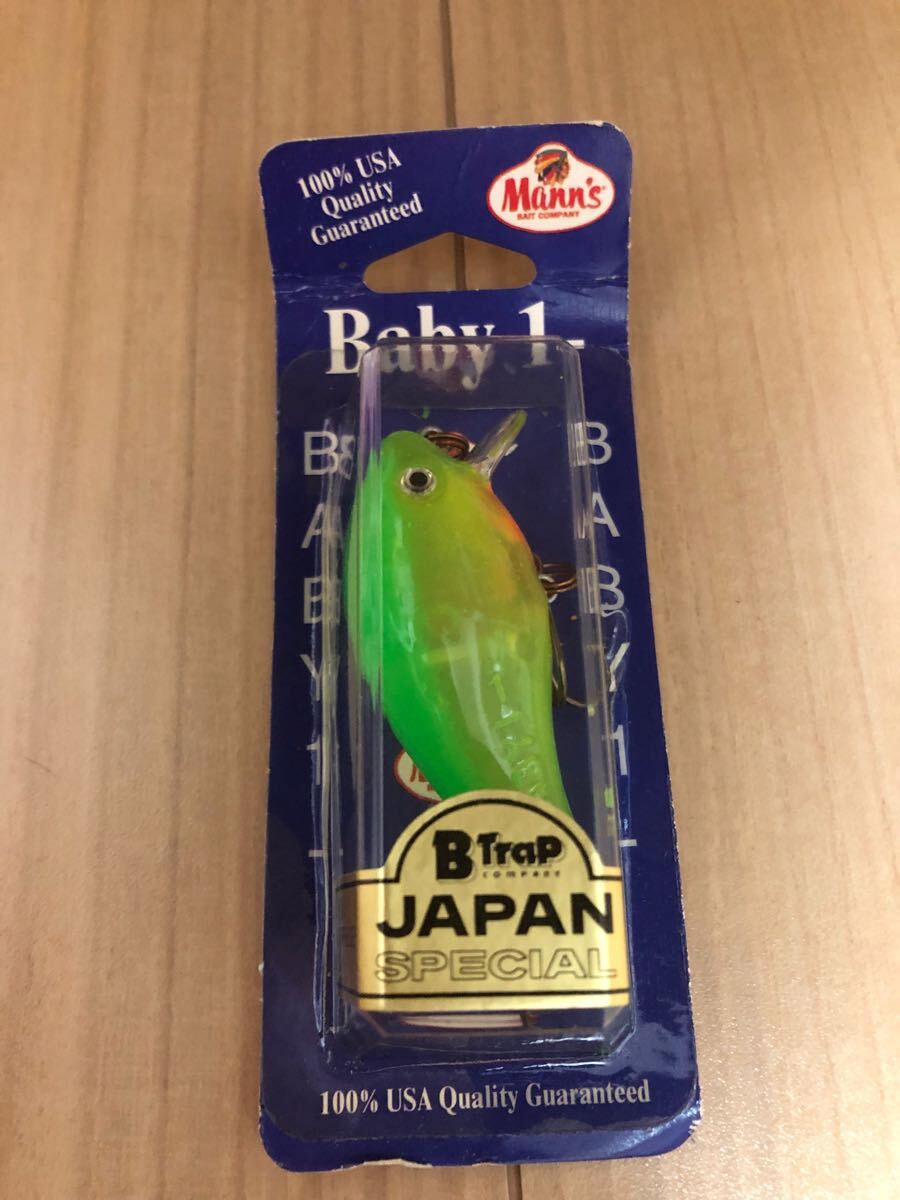 100% USA
Quality
Guaranteed
Mann's
BAIT COMPANY
Baby 1-
B
A
B
Y
1
-
B
A
B
Y
1
-
B Trap
COMPANY
JAPAN
SPECIAL
100% USA Quality Guaranteed